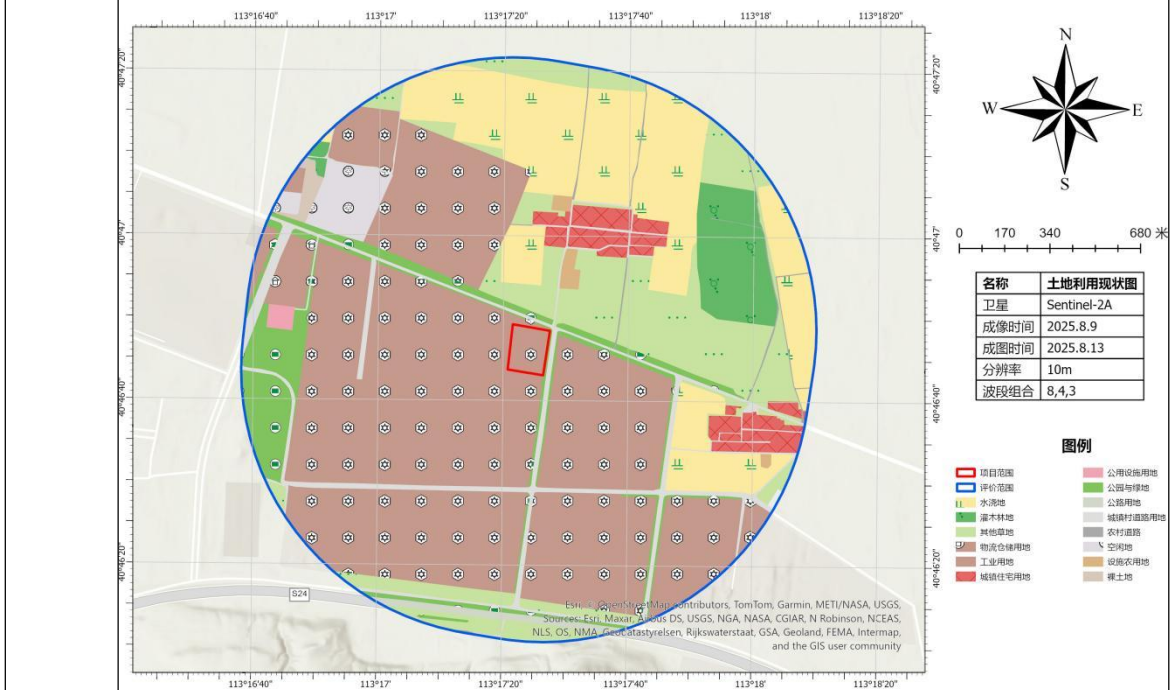 113°16'40" 113°17' 113°17'20" 113°17'40" 113°18' 113°18'20"
40°47'20" 40°47'20"
40°47' 40°47'
40°46'40" 40°46'40"
40°46'20" 40°46'20"
S24
Esri, © OpenStreetMap contributors, TomTom, Garmin, METI/NASA, USGS,
Sources: Esri, Maxar, Airbus DS, USGS, NGA, NASA, CGIAR, N Robinson, NCEAS,
NLS, OS, NMA, Geodatastyrelsen, Rijkswaterstaat, GSA, Geoland, FEMA, Intermap,
and the GIS user community
113°16'40" 113°17' 113°17'20" 113°17'40" 113°18' 113°18'20"
N
W E
S
0 170 340 680 米
名称 土地利用现状图
卫星 Sentinel-2A
成像时间 2025.8.9
成图时间 2025.8.13
分辨率 10m
波段组合 8,4,3
图例
项目范围 公用设施用地
评价范围 公园与绿地
水浇地 公路用地
灌木林地 城镇村道路用地
其他草地 农村道路
物流仓储用地 空闲地
工业用地 设施农用地
城镇住宅用地 裸土地